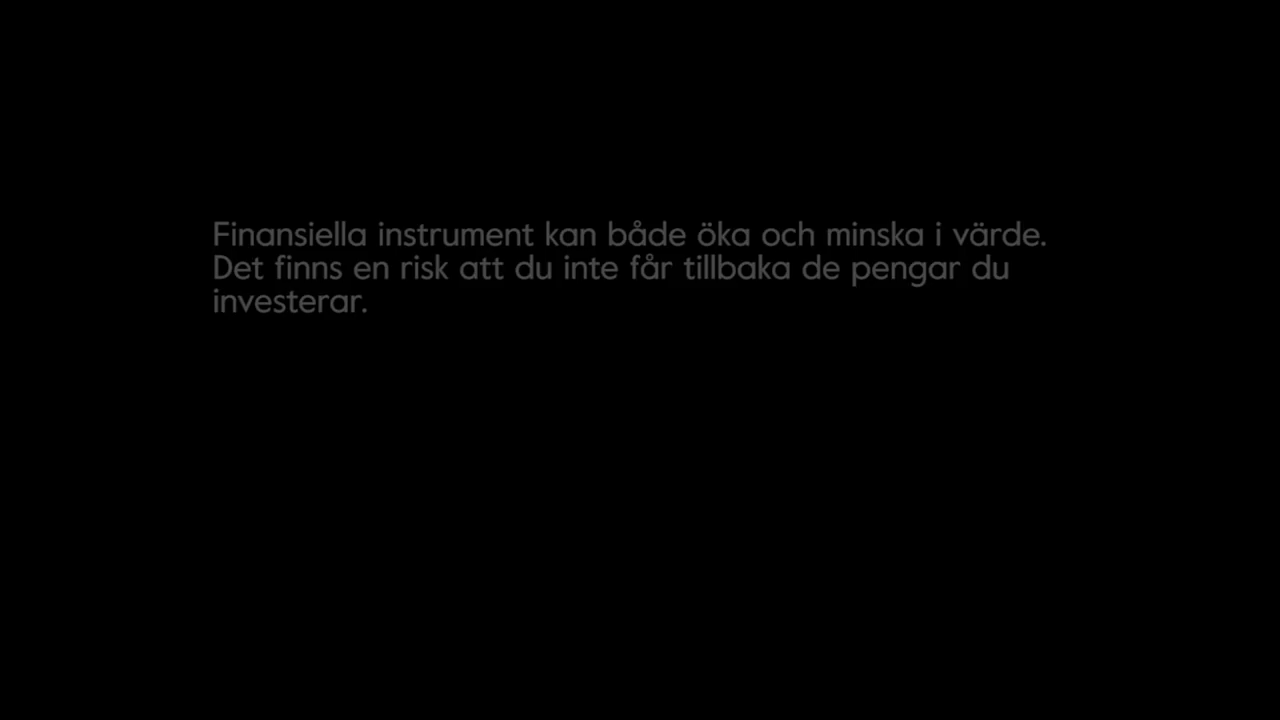 Finansiella instrument kan både öka och minska i värde.
Det finns en risk att du inte får tillbaka de pengar du
investerar.